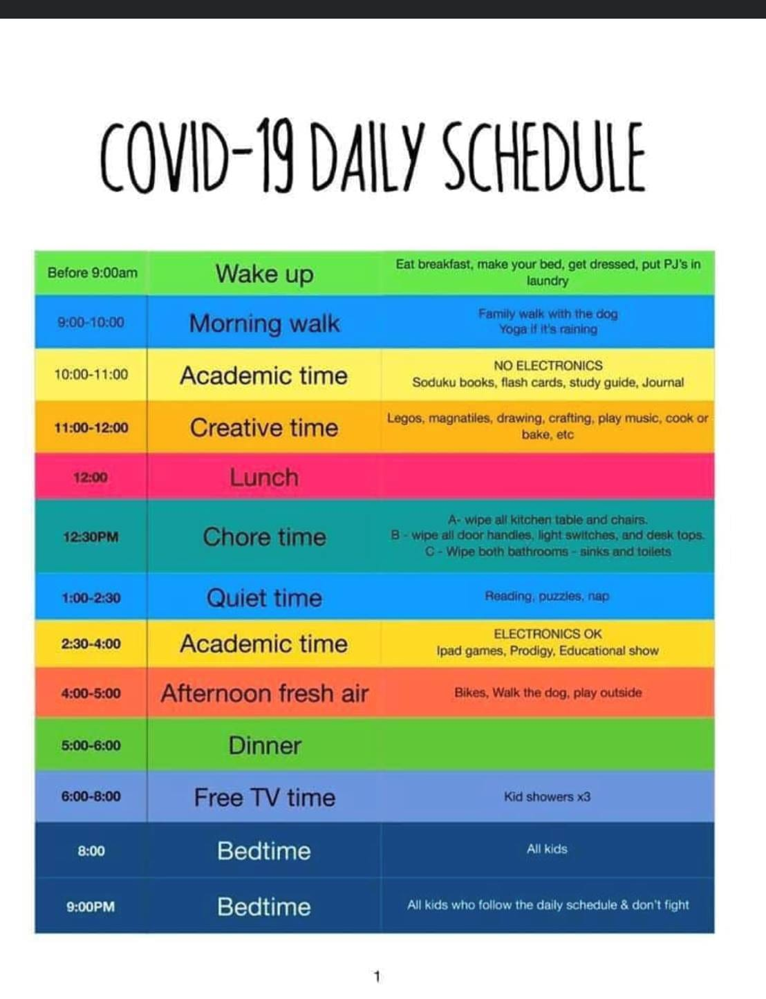 COVID-19 DAILY SCHEDULE
Before 9:00am
Wake up
Eat breakfast, make your bed, get dressed, put PJ's in
laundry
9:00-10:00
Morning walk
Family walk with the dog
Yoga if it's raining
10:00-11:00
Academic time
NO ELECTRONICS
Soduku books, flash cards, study guide, Journal
11:00-12:00
Creative time
Legos, magnatiles, drawing, crafting, play music, cook or
bake, etc
12:00
Lunch
12:30PM
Chore time
A- wipe all kitchen table and chairs.
B - wipe all door handles, light switches, and desk tops.
C - Wipe both bathrooms - sinks and toilets
1:00-2:30
Quiet time
Reading, puzzles, nap
2:30-4:00
Academic time
ELECTRONICS OK
Ipad games, Prodigy, Educational show
4:00-5:00
Afternoon fresh air
Bikes, Walk the dog, play outside
5:00-6:00
Dinner
6:00-8:00
Free TV time
Kid showers x3
8:00
Bedtime
All kids
9:00PM
Bedtime
All kids who follow the daily schedule & don't fight
1